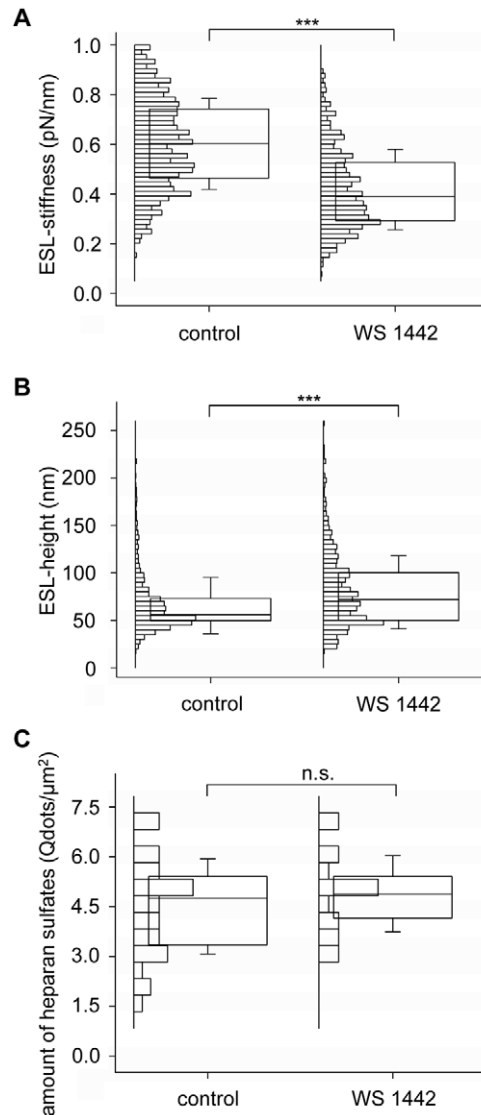 A
ESL-stiffness (pN/nm)
1.0
0.8
0.6
0.4
0.2
0.0
***
control
WS 1442
B
ESL-height (nm)
250
200
150
100
50
0
***
control
WS 1442
C
amount of heparan sulfates (Qdots/µm²)
7.5
6.0
4.5
3.0
1.5
0.0
n.s.
control
WS 1442